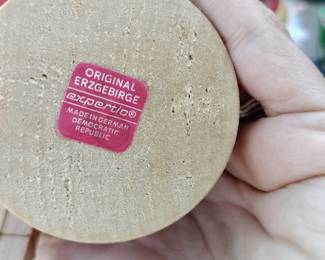 ORIGINAL
ERZGEBIRGE
expertic®
MADE IN GERMAN
DEMOCRATIC
REPUBLIC